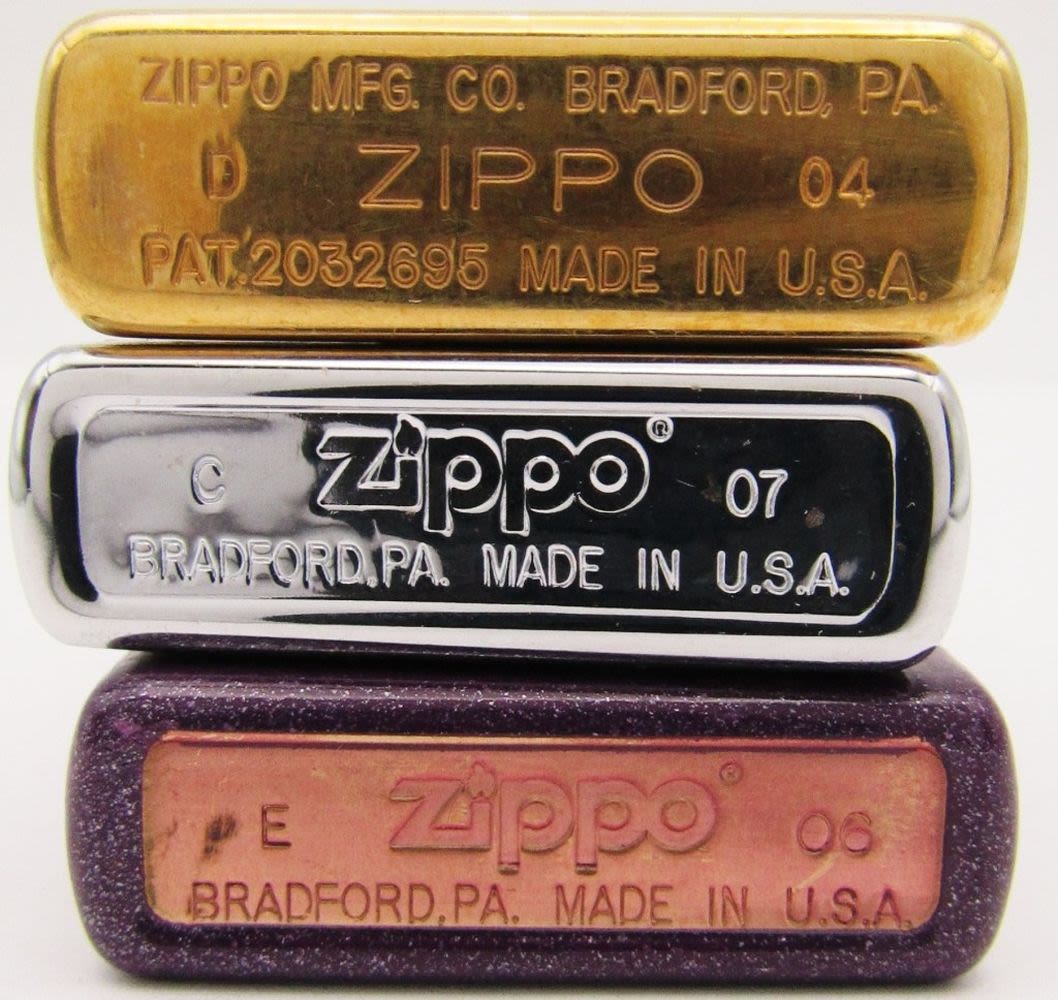 ZIPPO MFG. CO. BRADFORD, PA.
D ZIPPO 04
PAT.2032695 MADE IN U.S.A.
C zippo® 07
BRADFORD,PA. MADE IN U.S.A.
E zippo® 06
BRADFORD,PA. MADE IN U.S.A.